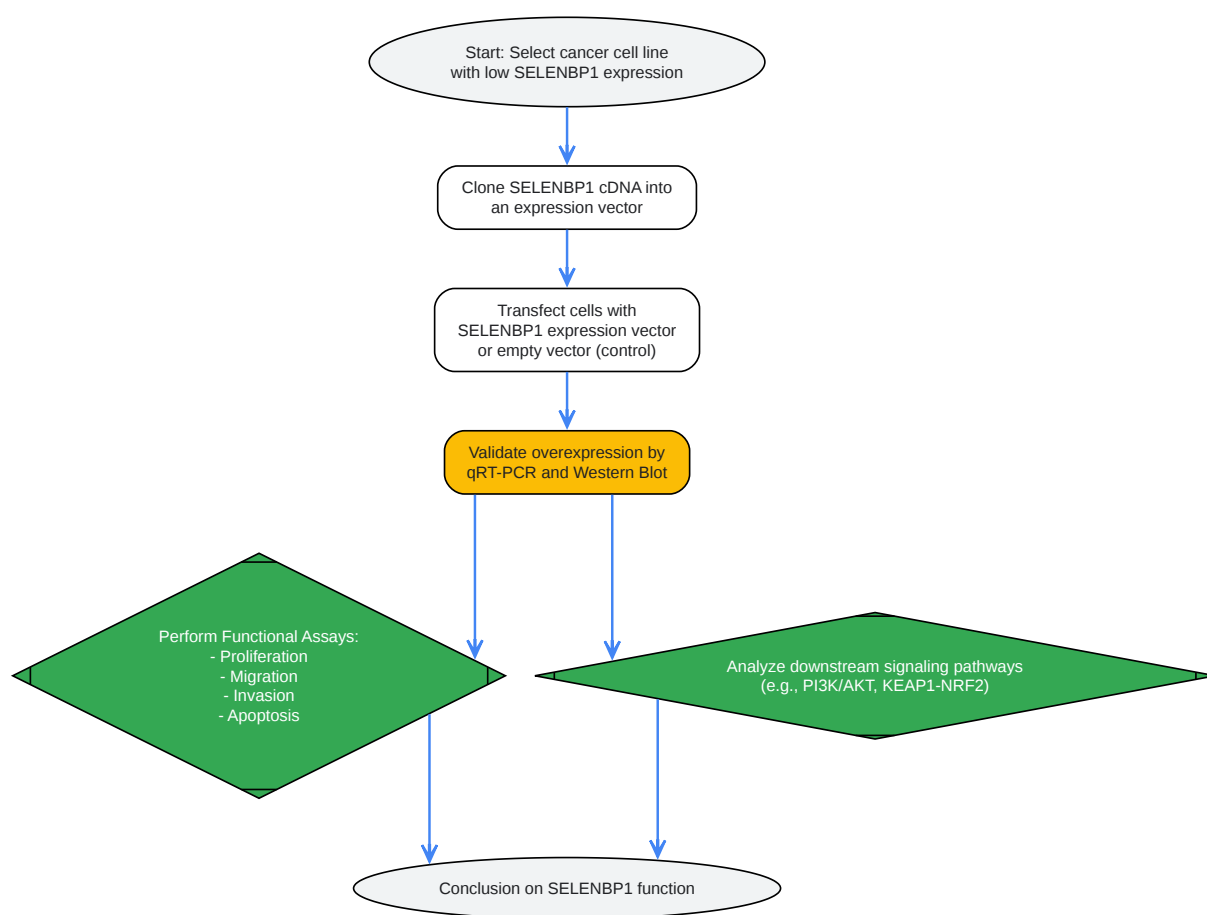 Start: Select cancer cell line
with low SELENBP1 expression
Clone SELENBP1 cDNA into
an expression vector
Transfect cells with
SELENBP1 expression vector
or empty vector (control)
Validate overexpression by
qRT-PCR and Western Blot
Perform Functional Assays:
- Proliferation
- Migration
- Invasion
- Apoptosis
Analyze downstream signaling pathways
(e.g., PI3K/AKT, KEAP1-NRF2)
Conclusion on SELENBP1 function